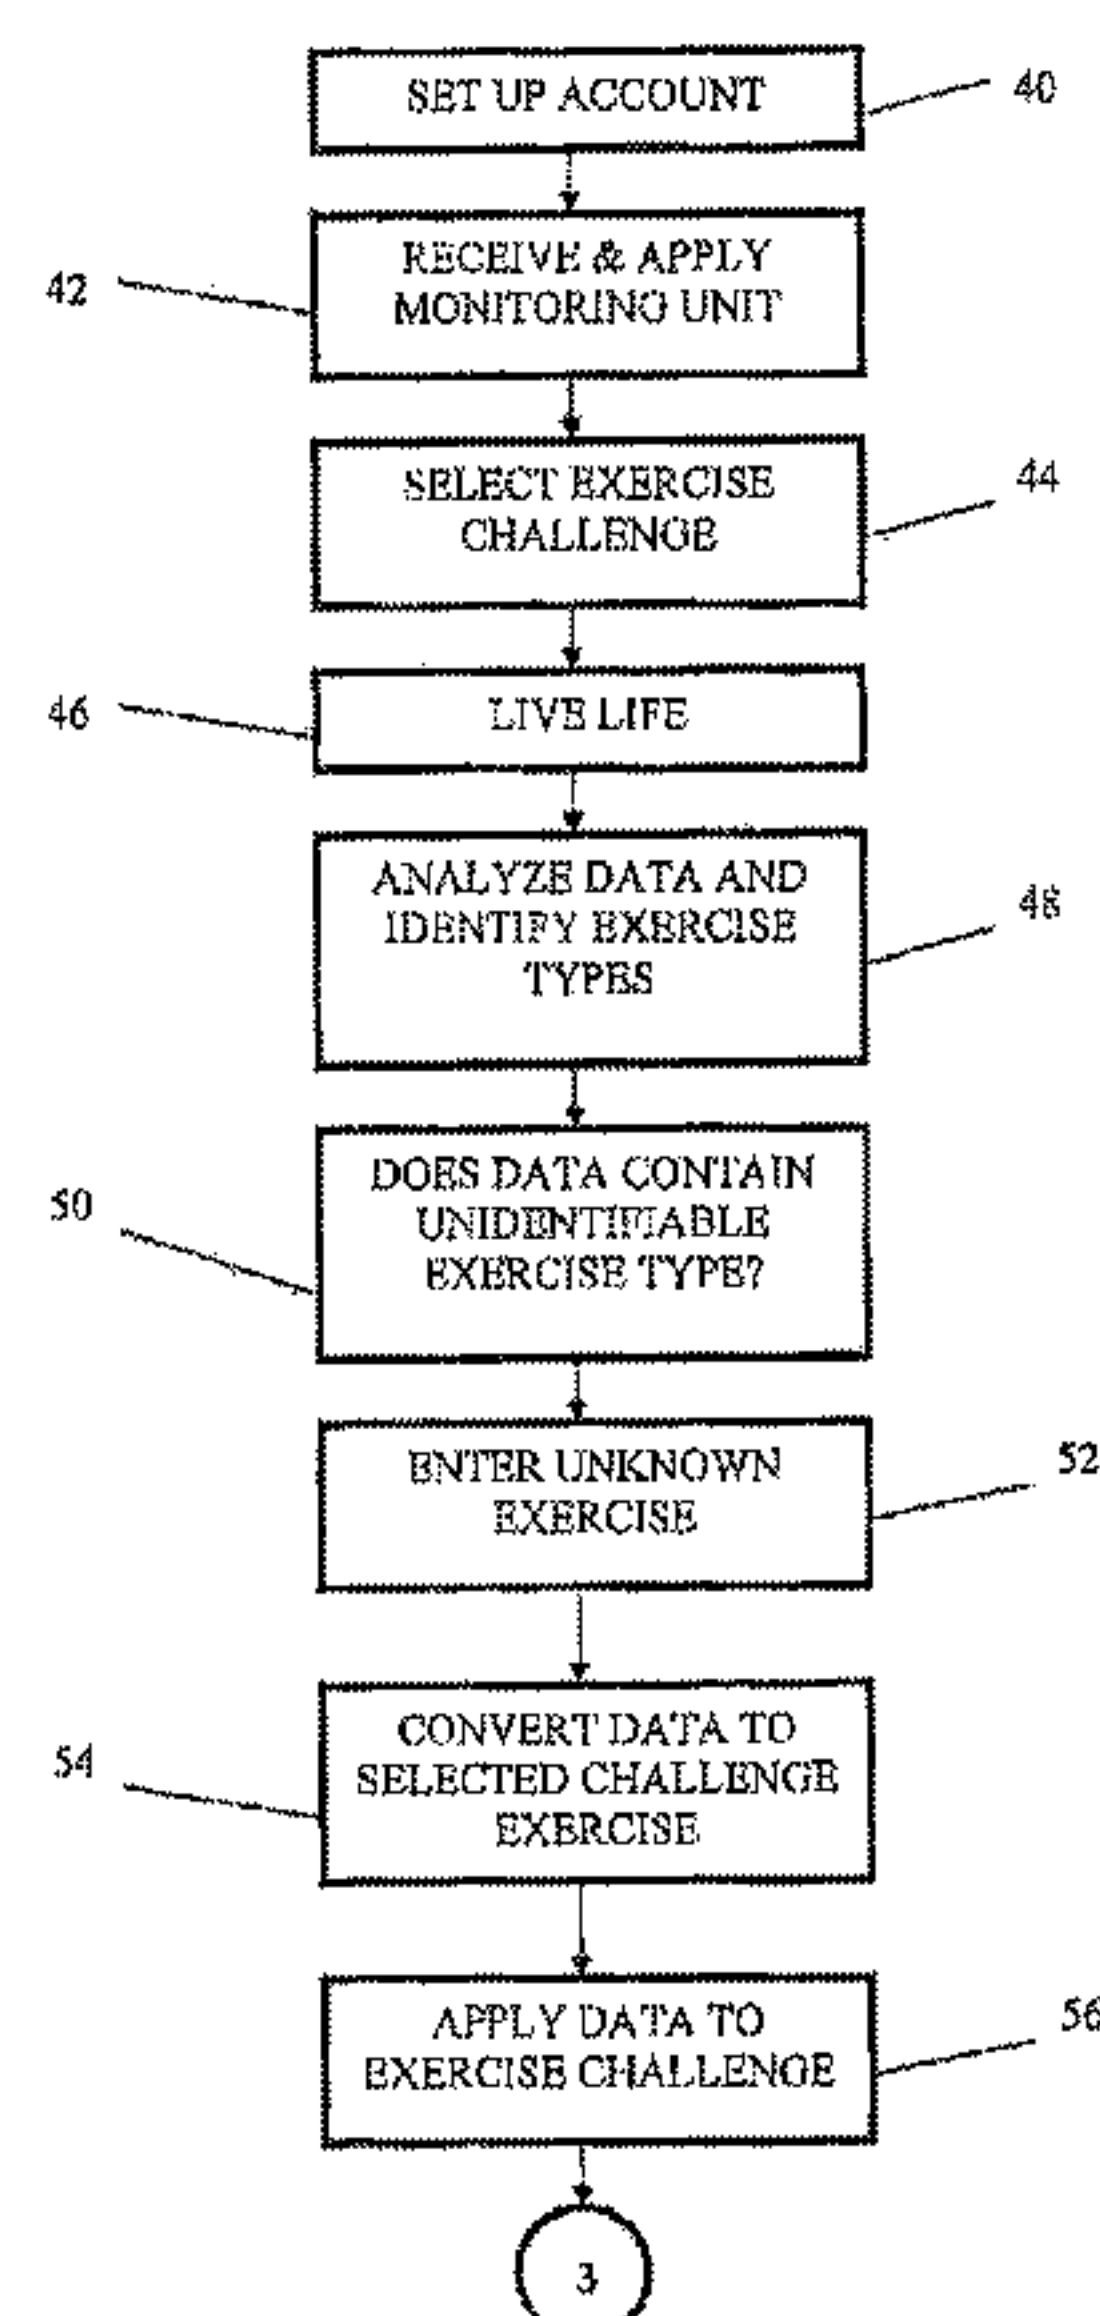 SET UP ACCOUNT
40
RECEIVE & APPLY
MONITORING UNIT
42
SELECT EXERCISE
CHALLENGE
44
LIVE LIFE
46
ANALYZE DATA AND
IDENTIFY EXERCISE
TYPES
48
DOES DATA CONTAIN
UNIDENTIFIABLE
EXERCISE TYPE?
50
ENTER UNKNOWN
EXERCISE
52
CONVERT DATA TO
SELECTED CHALLENGE
EXERCISE
54
APPLY DATA TO
EXERCISE CHALLENGE
56
3